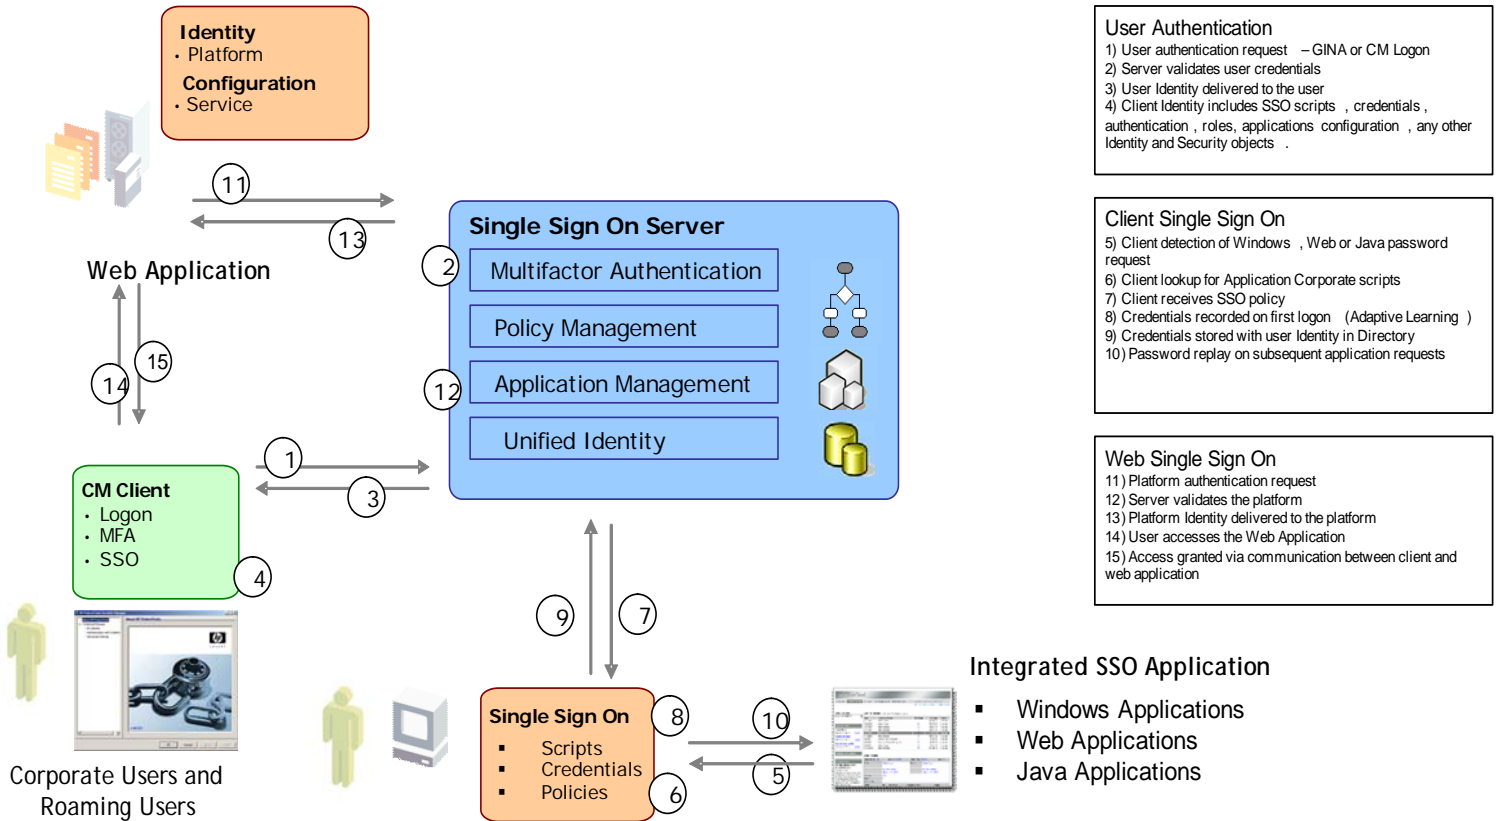 Identity
• Platform
Configuration
• Service
11
13
Web Application
15
14
Single Sign On Server
2
Multifactor Authentication
Policy Management
12
Application Management
Unified Identity
1
3
CM Client
• Logon
• MFA
• SSO
4
hp
Corporate Users and
Roaming Users
9
7
Single Sign On
▪ Scripts
▪ Credentials
▪ Policies
8
6
10
5
Integrated SSO Application
▪ Windows Applications
▪ Web Applications
▪ Java Applications
User Authentication
1) User authentication request – GINA or CM Logon
2) Server validates user credentials
3) User Identity delivered to the user
4) Client Identity includes SSO scripts , credentials ,
authentication , roles, applications configuration , any other
Identity and Security objects .
Client Single Sign On
5) Client detection of Windows , Web or Java password
request
6) Client lookup for Application Corporate scripts
7) Client receives SSO policy
8) Credentials recorded on first logon (Adaptive Learning )
9) Credentials stored with user Identity in Directory
10) Password replay on subsequent application requests
Web Single Sign On
11) Platform authentication request
12) Server validates the platform
13) Platform Identity delivered to the platform
14) User accesses the Web Application
15) Access granted via communication between client and
web application